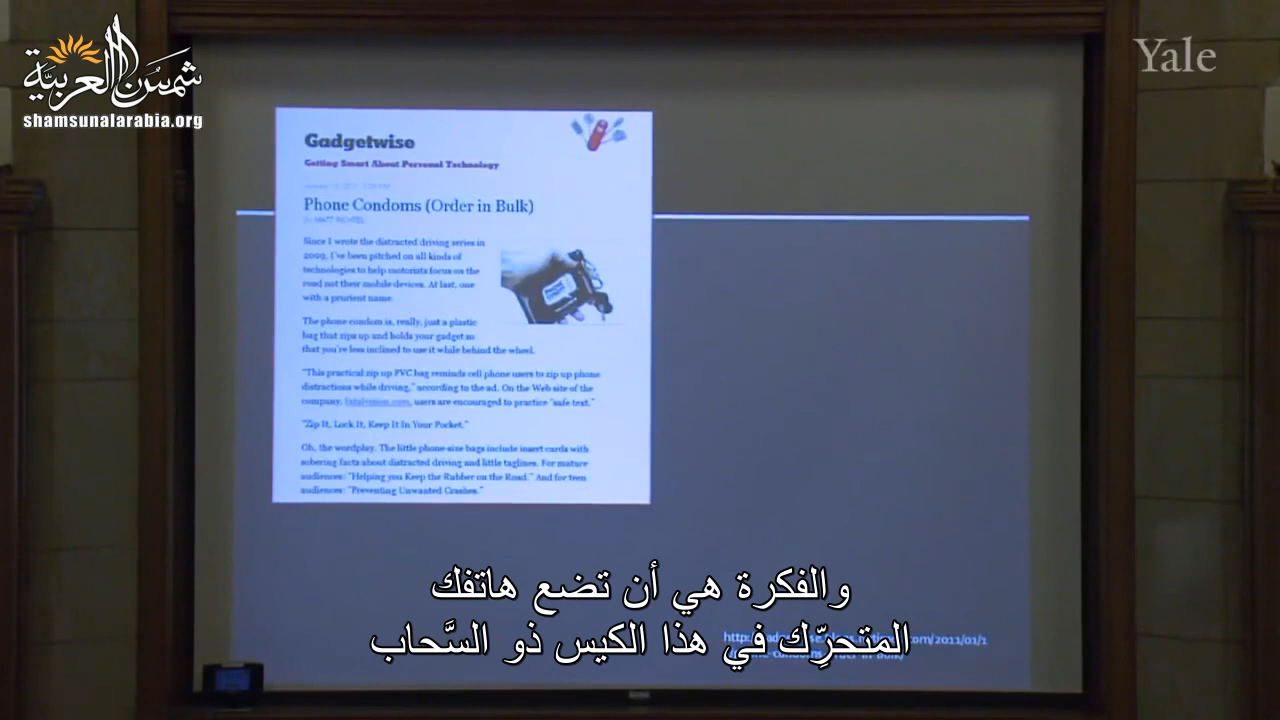 شمس العربية
shamsunalarabia.org
Yale
Gadgetwise
Getting Smart About Personal Technology
Phone Condoms (Order in Bulk)
By MATT RICHTEL
Since I wrote the distracted driving series in
2009, I've been pitched on all kinds of
technologies to help motorists focus on the
road not their mobile devices. At last, one
with a prurient name.
The phone condom is, really, just a plastic
bag that zips up and holds your gadget so
that you're less inclined to use it while behind the wheel.
"This practical zip up PVC bag reminds cell phone users to zip up phone
distractions while driving," according to the ad. On the Web site of the
company, fatalvision.com, users are encouraged to practice "safe text."
"Zip It, Lock It, Keep It In Your Pocket."
Oh, the wordplay. The little phone-size bags include insert cards with
sobering facts about distracted driving and little taglines. For mature
audiences: "Helping you Keep the Rubber on the Road." And for teen
audiences: "Preventing Unwanted Crashes."
والفكرة هي أن تضع هاتفك
المتحرِّك في هذا الكيس ذو السَّحاب